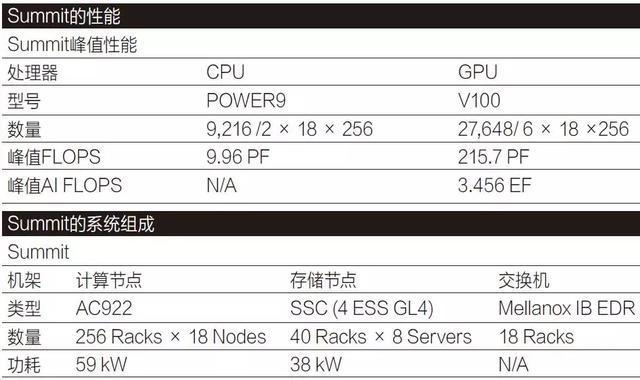 Summit的性能
Summit峰值性能
处理器 CPU GPU
型号 POWER9 V100
数量 9,216 /2 × 18 × 256 27,648/ 6 × 18 ×256
峰值FLOPS 9.96 PF 215.7 PF
峰值AI FLOPS N/A 3.456 EF
Summit的系统组成
Summit
机架 计算节点 存储节点 交换机
类型 AC922 SSC (4 ESS GL4) Mellanox IB EDR
数量 256 Racks × 18 Nodes 40 Racks × 8 Servers 18 Racks
功耗 59 kW 38 kW N/A